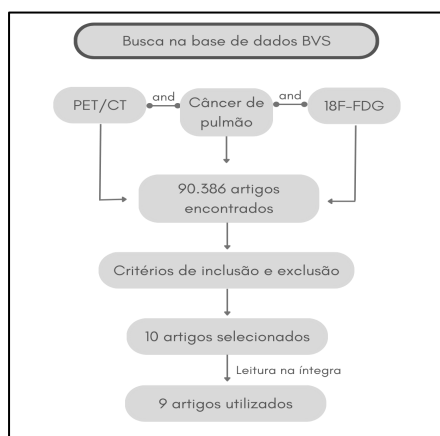 Busca na base de dados BVS
and
and
PET/CT
Câncer de
pulmão
18F-FDG
90.386 artigos
encontrados
Critérios de inclusão e exclusão
10 artigos selecionados
Leitura na íntegra
9 artigos utilizados